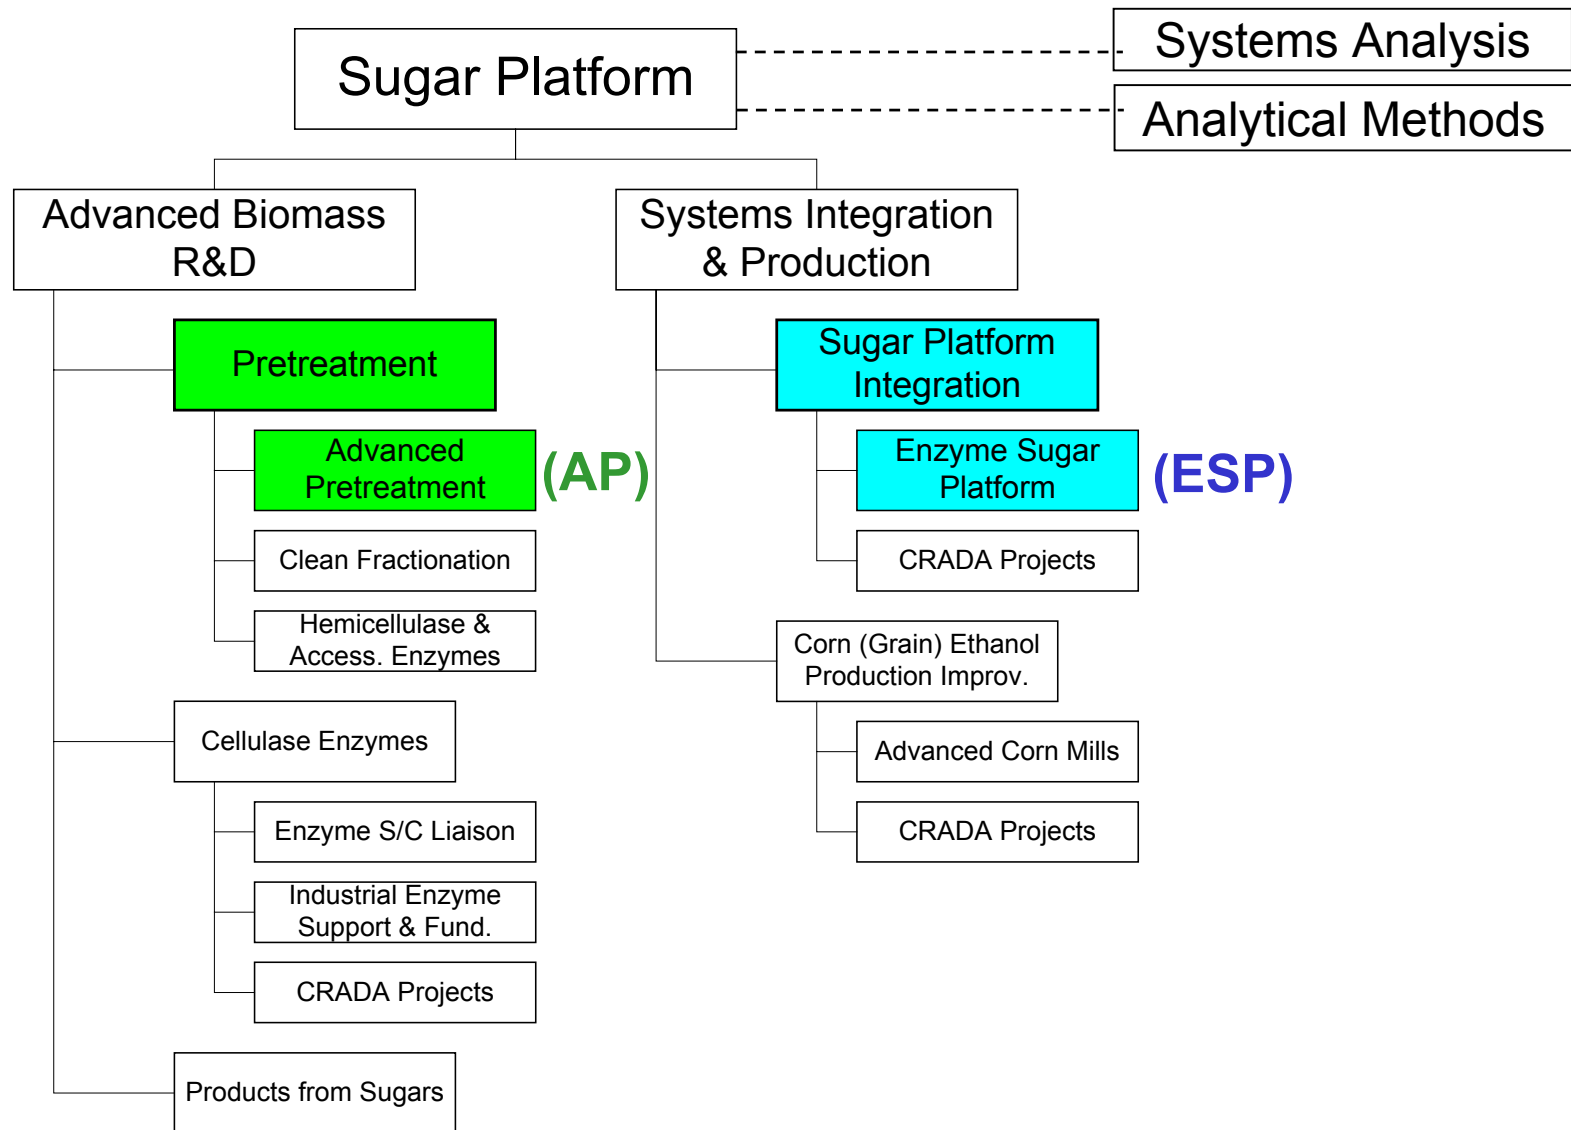 Sugar Platform
Systems Analysis
Analytical Methods
Advanced Biomass
R&D
Systems Integration
& Production
Pretreatment
Sugar Platform
Integration
Advanced
Pretreatment
(AP)
Enzyme Sugar
Platform
(ESP)
Clean Fractionation
CRADA Projects
Hemicellulase &
Access. Enzymes
Corn (Grain) Ethanol
Production Improv.
Cellulase Enzymes
Advanced Corn Mills
Enzyme S/C Liaison
CRADA Projects
Industrial Enzyme
Support & Fund.
CRADA Projects
Products from Sugars